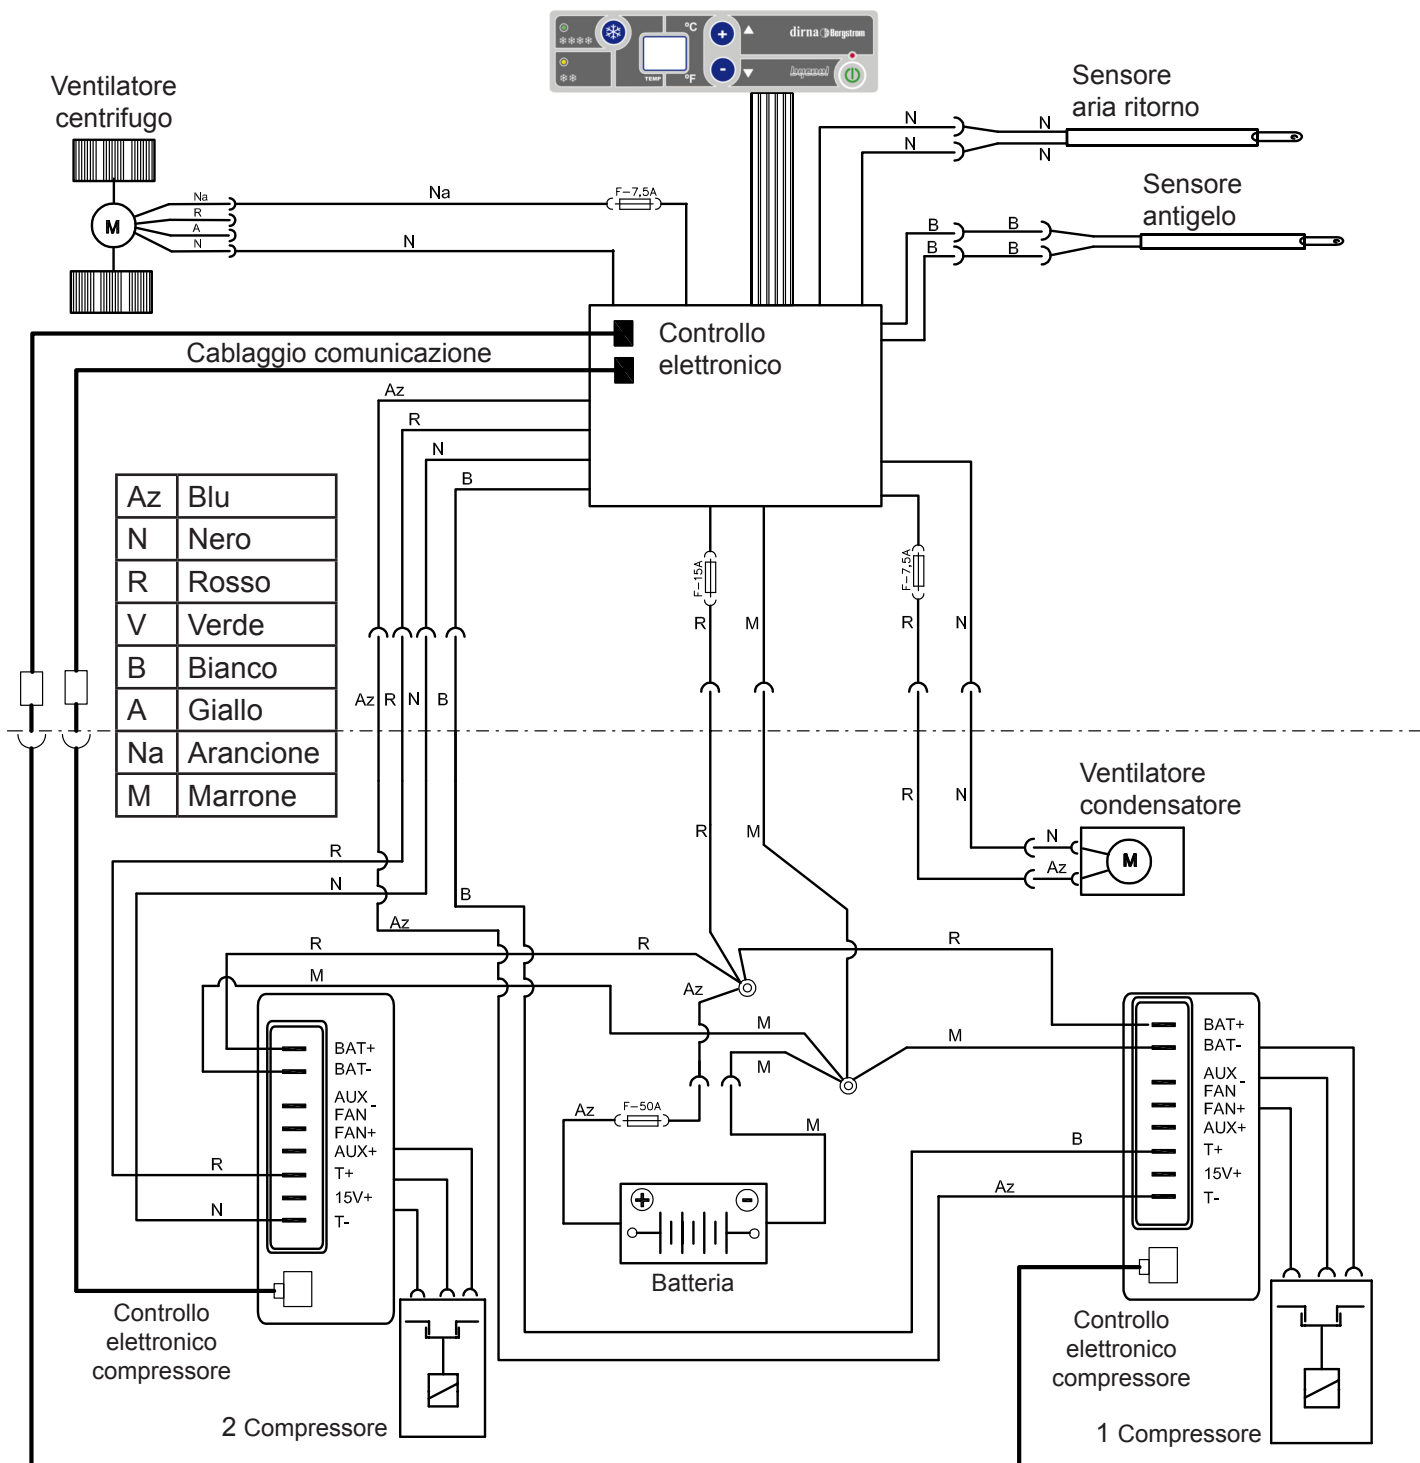 °C
dirna Bergstrom
+
TEMP
-
°F
bycool
Ventilatore
centrifugo
Sensore
aria ritorno
N
N
N
N
Sensore
antigelo
Na
R
A
N
M
Na
F-7,5A
N
B
B
B
B
Controllo
elettronico
Cablaggio comunicazione
Az
R
N
B
Az Blu
N Nero
R Rosso
V Verde
B Bianco
A Giallo
Na Arancione
M Marrone
F-15A
F-7,5A
R
M
R
N
Az
R
N
B
R
M
R
N
Ventilatore
condensatore
N
Az
M
R
N
B
Az
R
R
R
M
Az
M
M
M
BAT+
BAT-
AUX
FAN -
FAN+
AUX+
T+
15V+
T-
R
N
Az
F-50A
M
+
-
Batteria
B
Az
BAT+
BAT-
AUX
FAN -
FAN+
AUX+
T+
15V+
T-
Controllo
elettronico
compressore
2 Compressore
Controllo
elettronico
compressore
1 Compressore